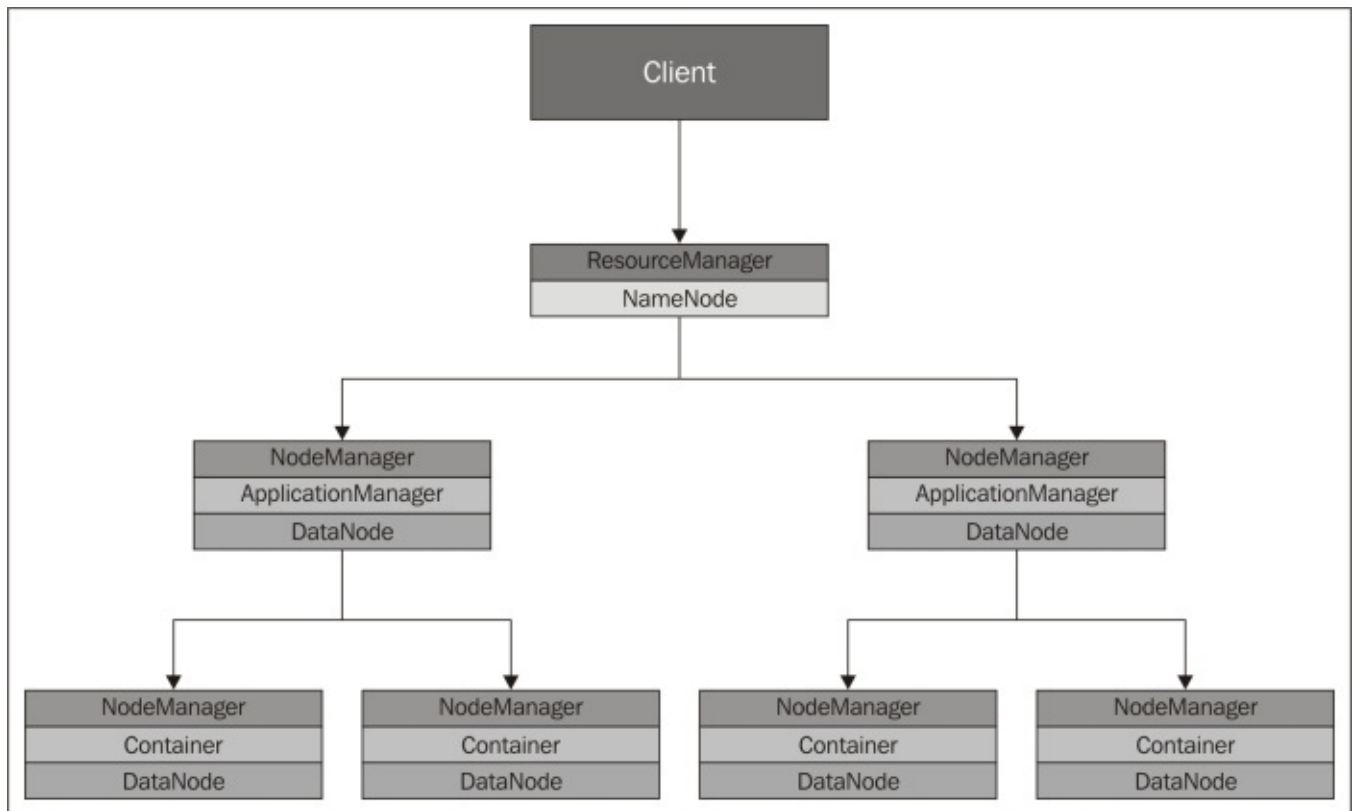 Client
ResourceManager
NameNode
NodeManager
ApplicationManager
DataNode
NodeManager
ApplicationManager
DataNode
NodeManager
Container
DataNode
NodeManager
Container
DataNode
NodeManager
Container
DataNode
NodeManager
Container
DataNode